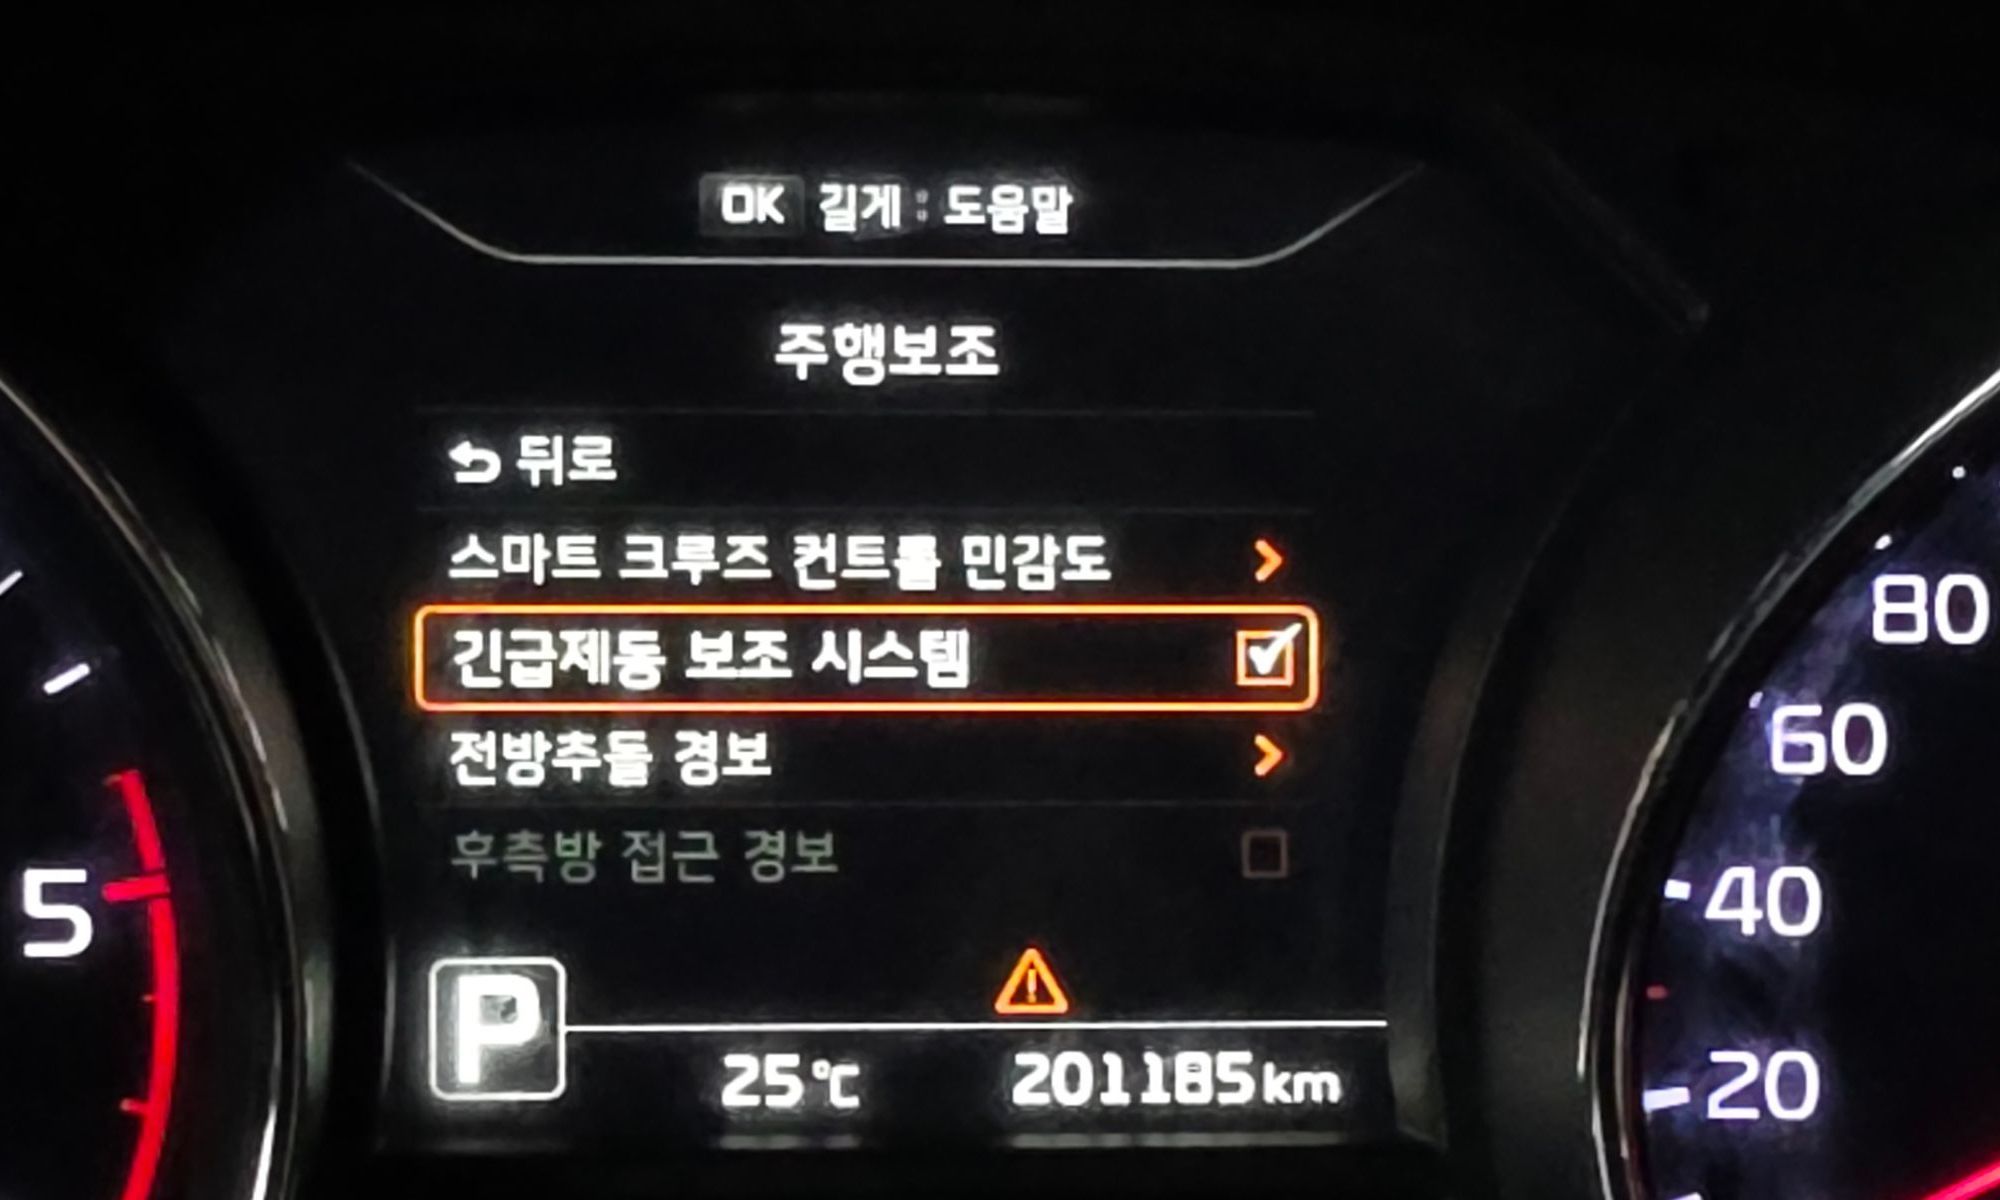 OK 길게 : 도움말
주행보조
뒤로
스마트 크루즈 컨트롤 민감도
긴급제동 보조 시스템
전방추돌 경보
후측방 접근 경보
P
25°C 201185 km
5
80
60
40
20